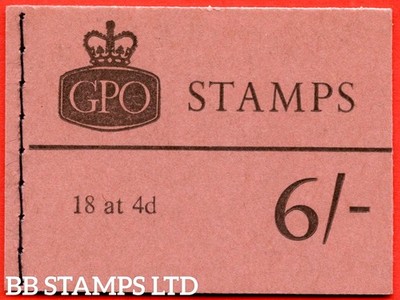 GPO STAMPS
18 at 4d 6/-
BB STAMPS LTD